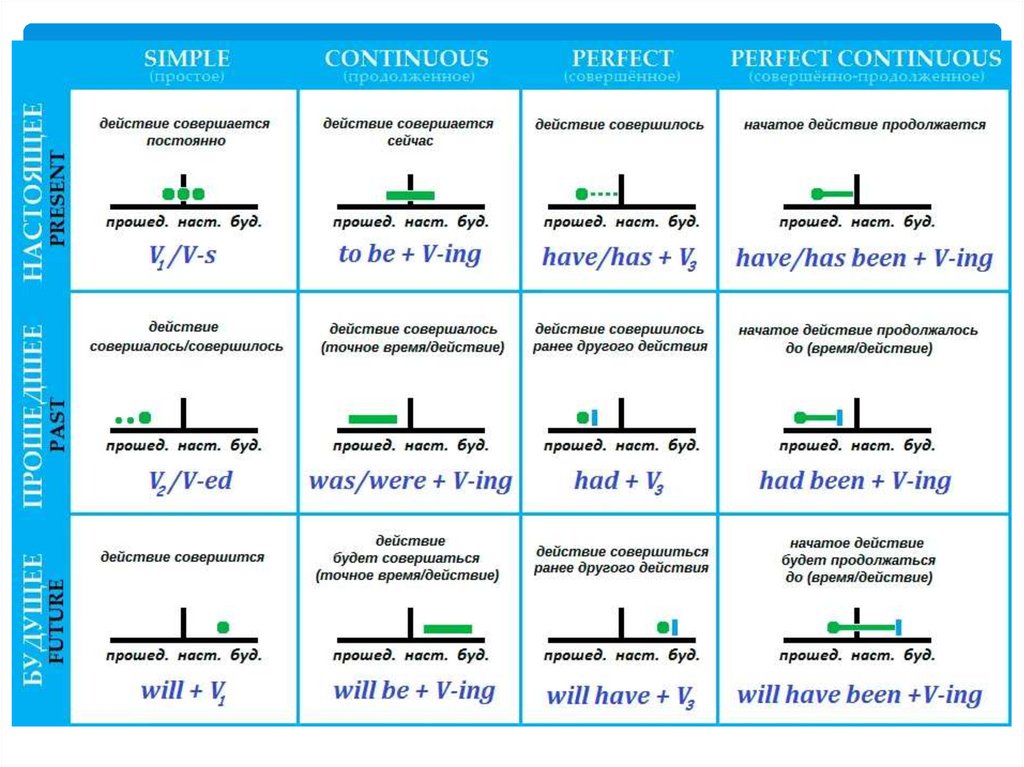 SIMPLE
(простое)
CONTINUOUS
(продолженное)
PERFECT
(совершённое)
PERFECT CONTINUOUS
(совершённо-продолженное)
НАСТОЯЩЕЕ
PRESENT
действие совершается
постоянно
прошед. наст. буд.
V1/V-s
действие совершается
сейчас
прошед. наст. буд.
to be + V-ing
действие совершилось
прошед. наст. буд.
have/has + V3
начатое действие продолжается
прошед. наст. буд.
have/has been + V-ing
ПРОШЕДШЕЕ
PAST
действие
совершалось/совершилось
прошед. наст. буд.
V2/V-ed
действие совершалось
(точное время/действие)
прошед. наст. буд.
was/were + V-ing
действие совершилось
ранее другого действия
прошед. наст. буд.
had + V3
начатое действие продолжалось
до (время/действие)
прошед. наст. буд.
had been + V-ing
БУДУЩЕЕ
FUTURE
действие совершится
прошед. наст. буд.
will + V1
действие
будет совершаться
(точное время/действие)
прошед. наст. буд.
will be + V-ing
действие совершиться
ранее другого действия
прошед. наст. буд.
will have + V3
начатое действие
будет продолжаться
до (время/действие)
прошед. наст. буд.
will have been +V-ing